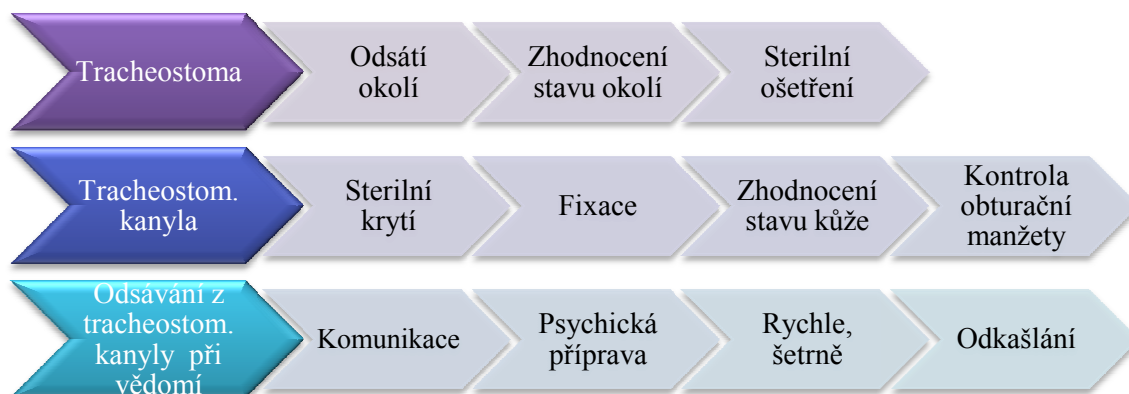 Tracheostoma
Odsátí
okolí
Zhodnocení
stavu okolí
Sterilní
ošetření
Tracheostom.
kanyla
Sterilní
krytí
Fixace
Zhodnocení
stavu kůže
Kontrola
obturační
manžety
Odsávání z
tracheostom.
kanyly při
vědomí
Komunikace
Psychická
příprava
Rychle,
šetrně
Odkašlání